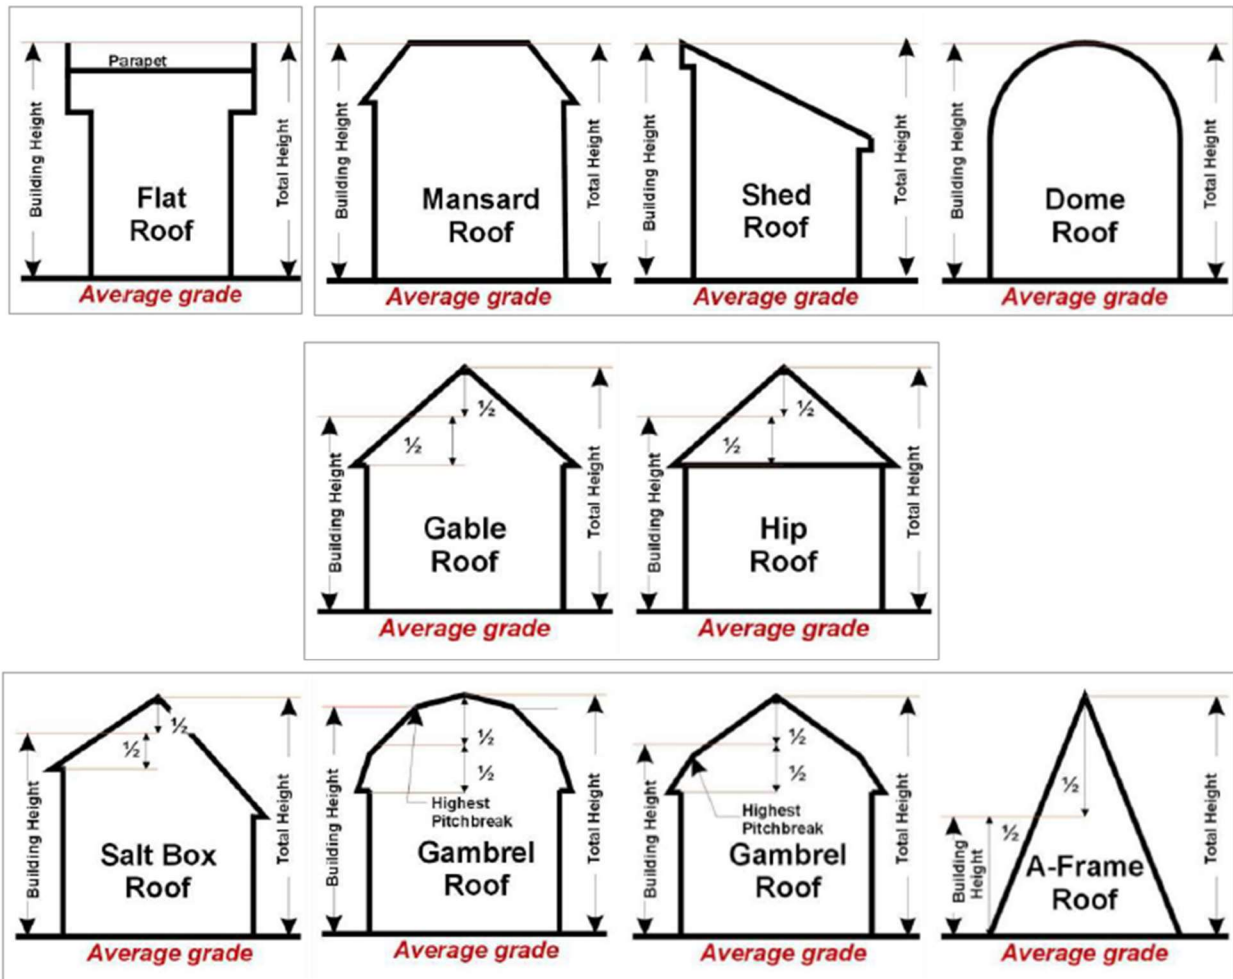 Parapet
Building Height
Total Height
Flat
Roof
Average grade
Building Height
Total Height
Mansard
Roof
Average grade
Building Height
Total Height
Shed
Roof
Average grade
Building Height
Total Height
Dome
Roof
Average grade
½
½
Building Height
Total Height
Gable
Roof
Average grade
½
½
Building Height
Total Height
Hip
Roof
Average grade
½
½
Building Height
Total Height
Salt Box
Roof
Average grade
½
½
Highest
Pitchbreak
Building Height
Total Height
Gambrel
Roof
Average grade
½
½
Highest
Pitchbreak
Building Height
Total Height
Gambrel
Roof
Average grade
½
½
Building
Height
Total Height
A-Frame
Roof
Average grade